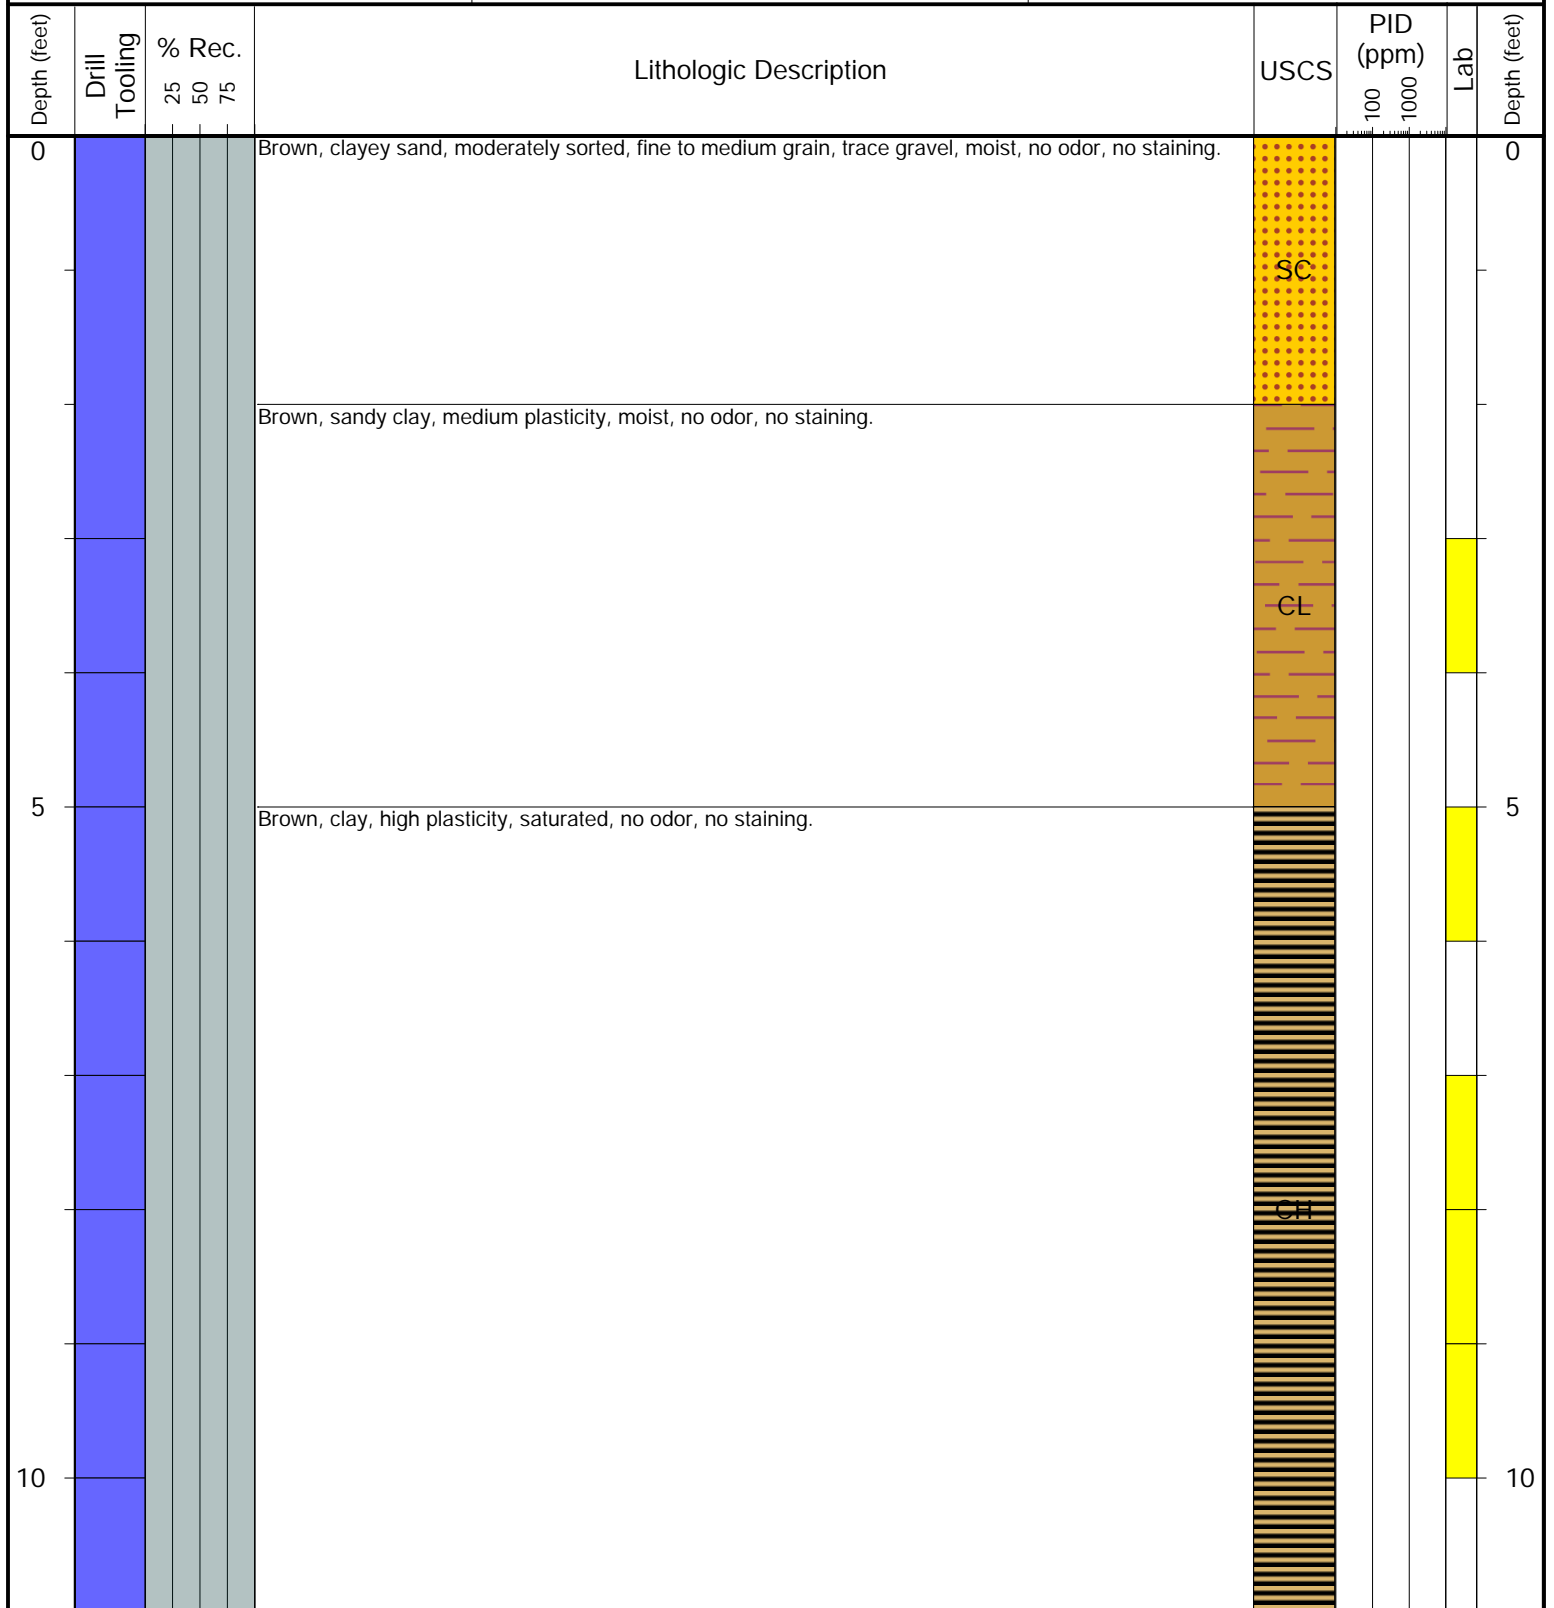 Depth (feet)
Drill
Tooling
% Rec.
25
50
75
Lithologic Description
USCS
PID
(ppm)
100
1000
Lab
Depth (feet)
0
Brown, clayey sand, moderately sorted, fine to medium grain, trace gravel, moist, no odor, no staining.
0
SC
Brown, sandy clay, medium plasticity, moist, no odor, no staining.
CL
5
Brown, clay, high plasticity, saturated, no odor, no staining.
5
CH
10
10